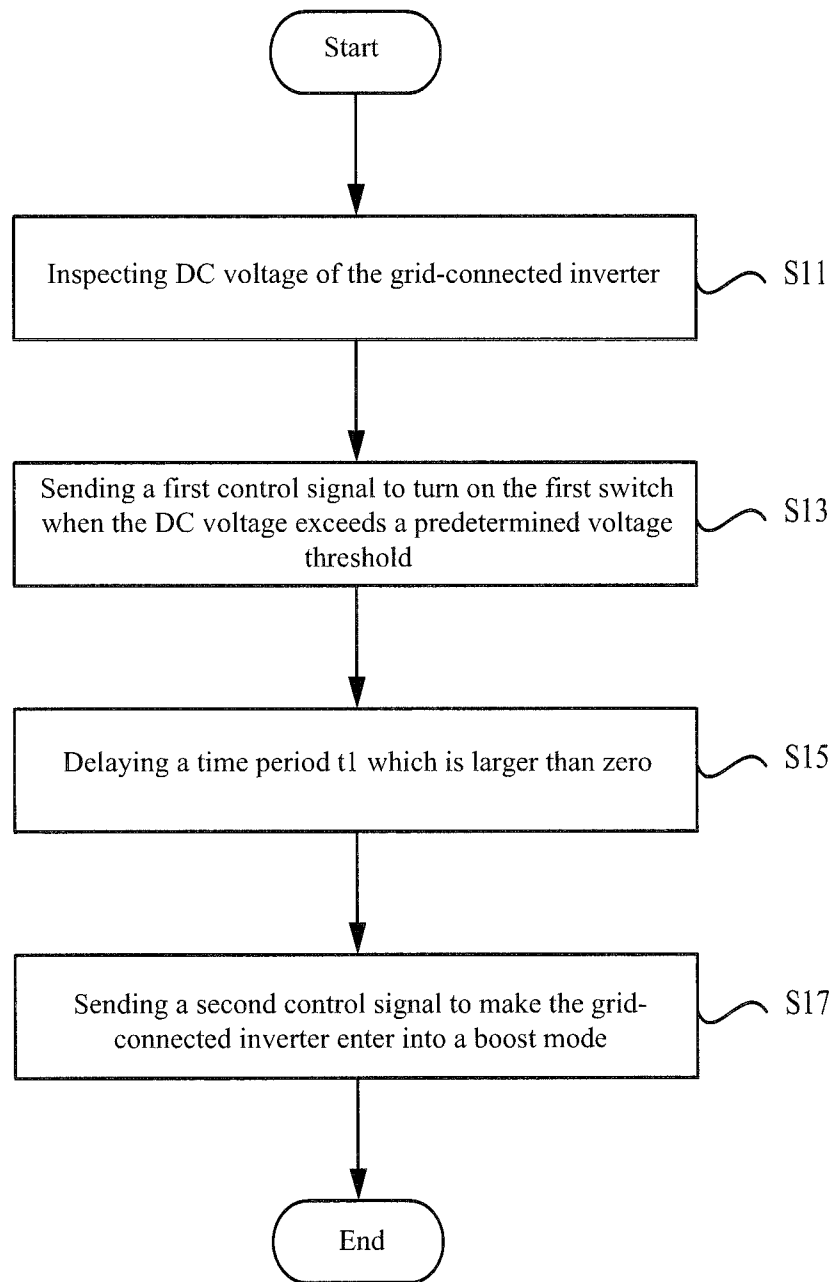 Start
Inspecting DC voltage of the grid-connected inverter
S11
Sending a first control signal to turn on the first switch
when the DC voltage exceeds a predetermined voltage
threshold
S13
Delaying a time period t1 which is larger than zero
S15
Sending a second control signal to make the grid-
connected inverter enter into a boost mode
S17
End